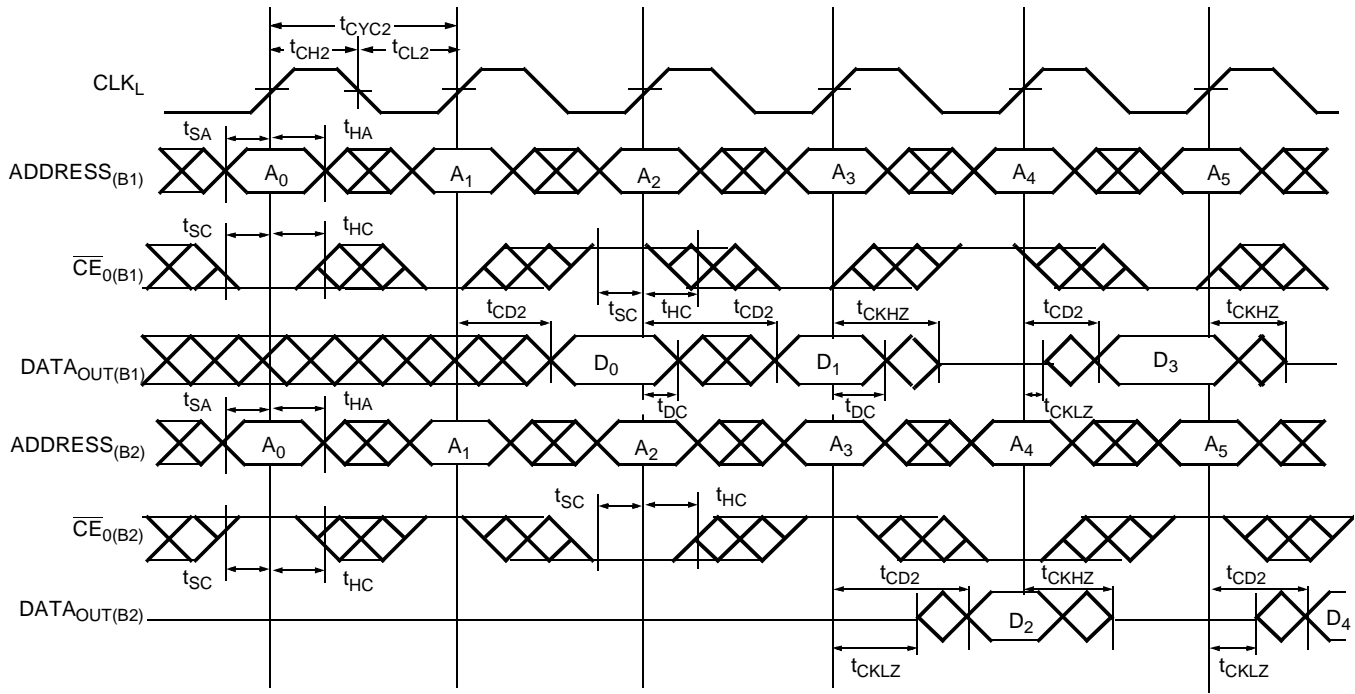 tCYC2
tCH2 tCL2
CLKL
tSA tHA
ADDRESS(B1) A0 A1 A2 A3 A4 A5
tSC tHC
CE0(B1)
tCD2 tSC tHC tCD2 tCKHZ tCD2 tCKHZ
DATAOUT(B1) D0 D1 D3
tSA tHA tDC tDC tCKLZ
ADDRESS(B2) A0 A1 A2 A3 A4 A5
tSC tHC
CE0(B2)
tSC tHC tCD2 tCKHZ tCD2
DATAOUT(B2) D2 D4
tCKLZ tCKLZ